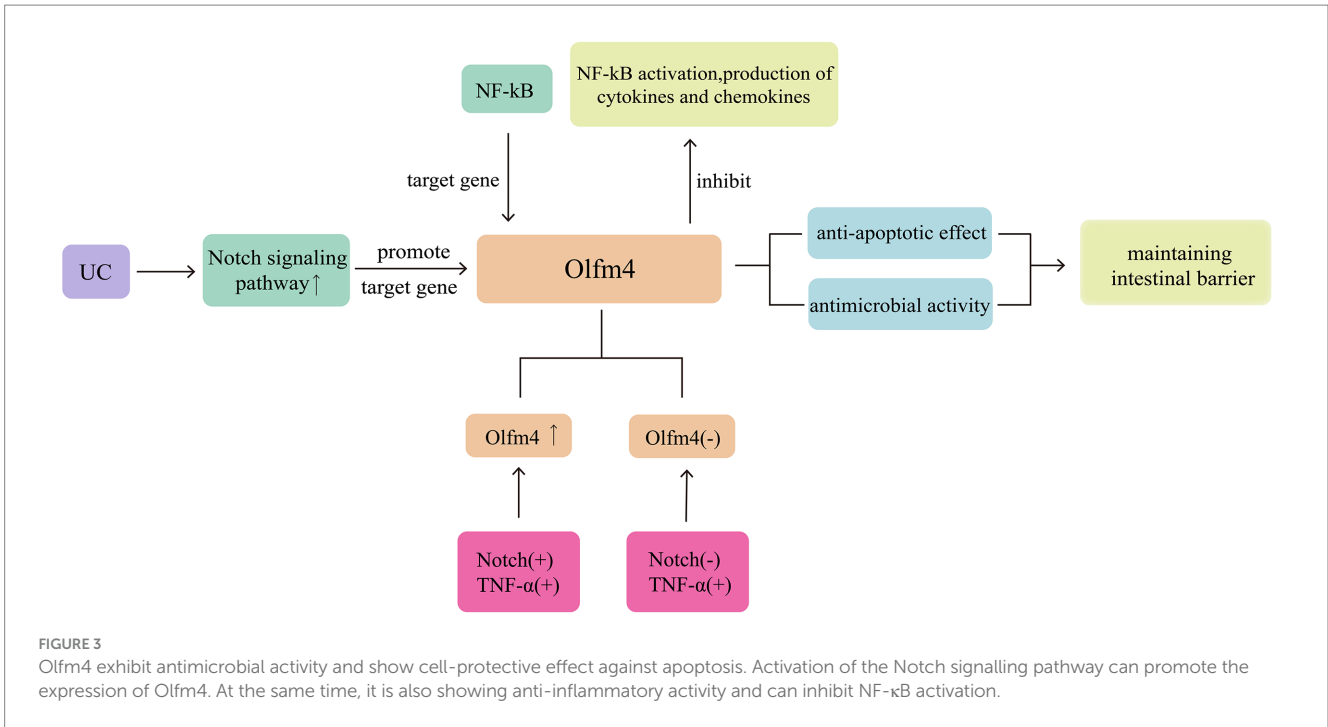 NF-kB
NF-kB activation,production of
cytokines and chemokines
target gene
inhibit
UC
Notch signaling
pathway↑
promote
target gene
Olfm4
anti-apoptotic effect
antimicrobial activity
maintaining
intestinal barrier
Olfm4 ↑
Olfm4(-)
Notch(+)
TNF-α(+)
Notch(-)
TNF-α(+)
FIGURE 3
Olfm4 exhibit antimicrobial activity and show cell-protective effect against apoptosis. Activation of the Notch signalling pathway can promote the
expression of Olfm4. At the same time, it is also showing anti-inflammatory activity and can inhibit NF-κB activation.